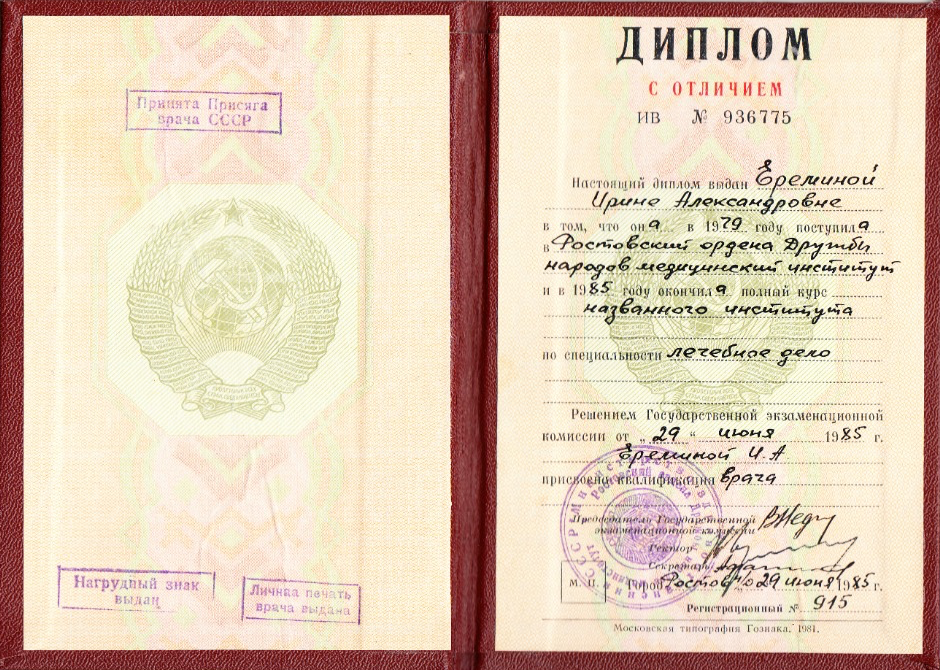 Принята Присяга
врача СССР
Нагрудный знак
выдан
Личная печать
врача выдана
ДИПЛОМ
С ОТЛИЧИЕМ
ИВ № 936775
Настоящий диплом выдан Ереминой
Ирине Александровне
в том, что она в 1979 году поступила
в Ростовский ордена Дружбы
народов медицинский институт
и в 1985 году окончила полный курс
названного института
по специальности лечебное дело
Решением Государственной экзаменационной
комиссии от „29“ июня 1985 г.
Ереминой И.А
присвоена квалификация врача
Председатель Государственной
экзаменационной комиссии
Ректор
Секретарь
М. П. Город Ростов 29 июня 1985 г.
Регистрационный № 915
Московская типография Гознака. 1981.